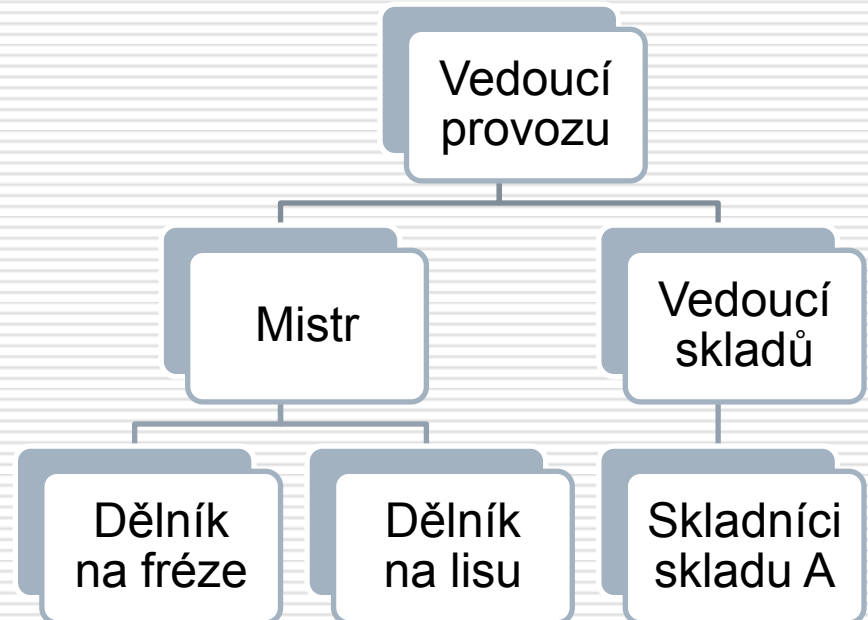 Vedoucí
provozu
Mistr
Vedoucí
skladů
Dělník
na fréze
Dělník
na lisu
Skladníci
skladu A